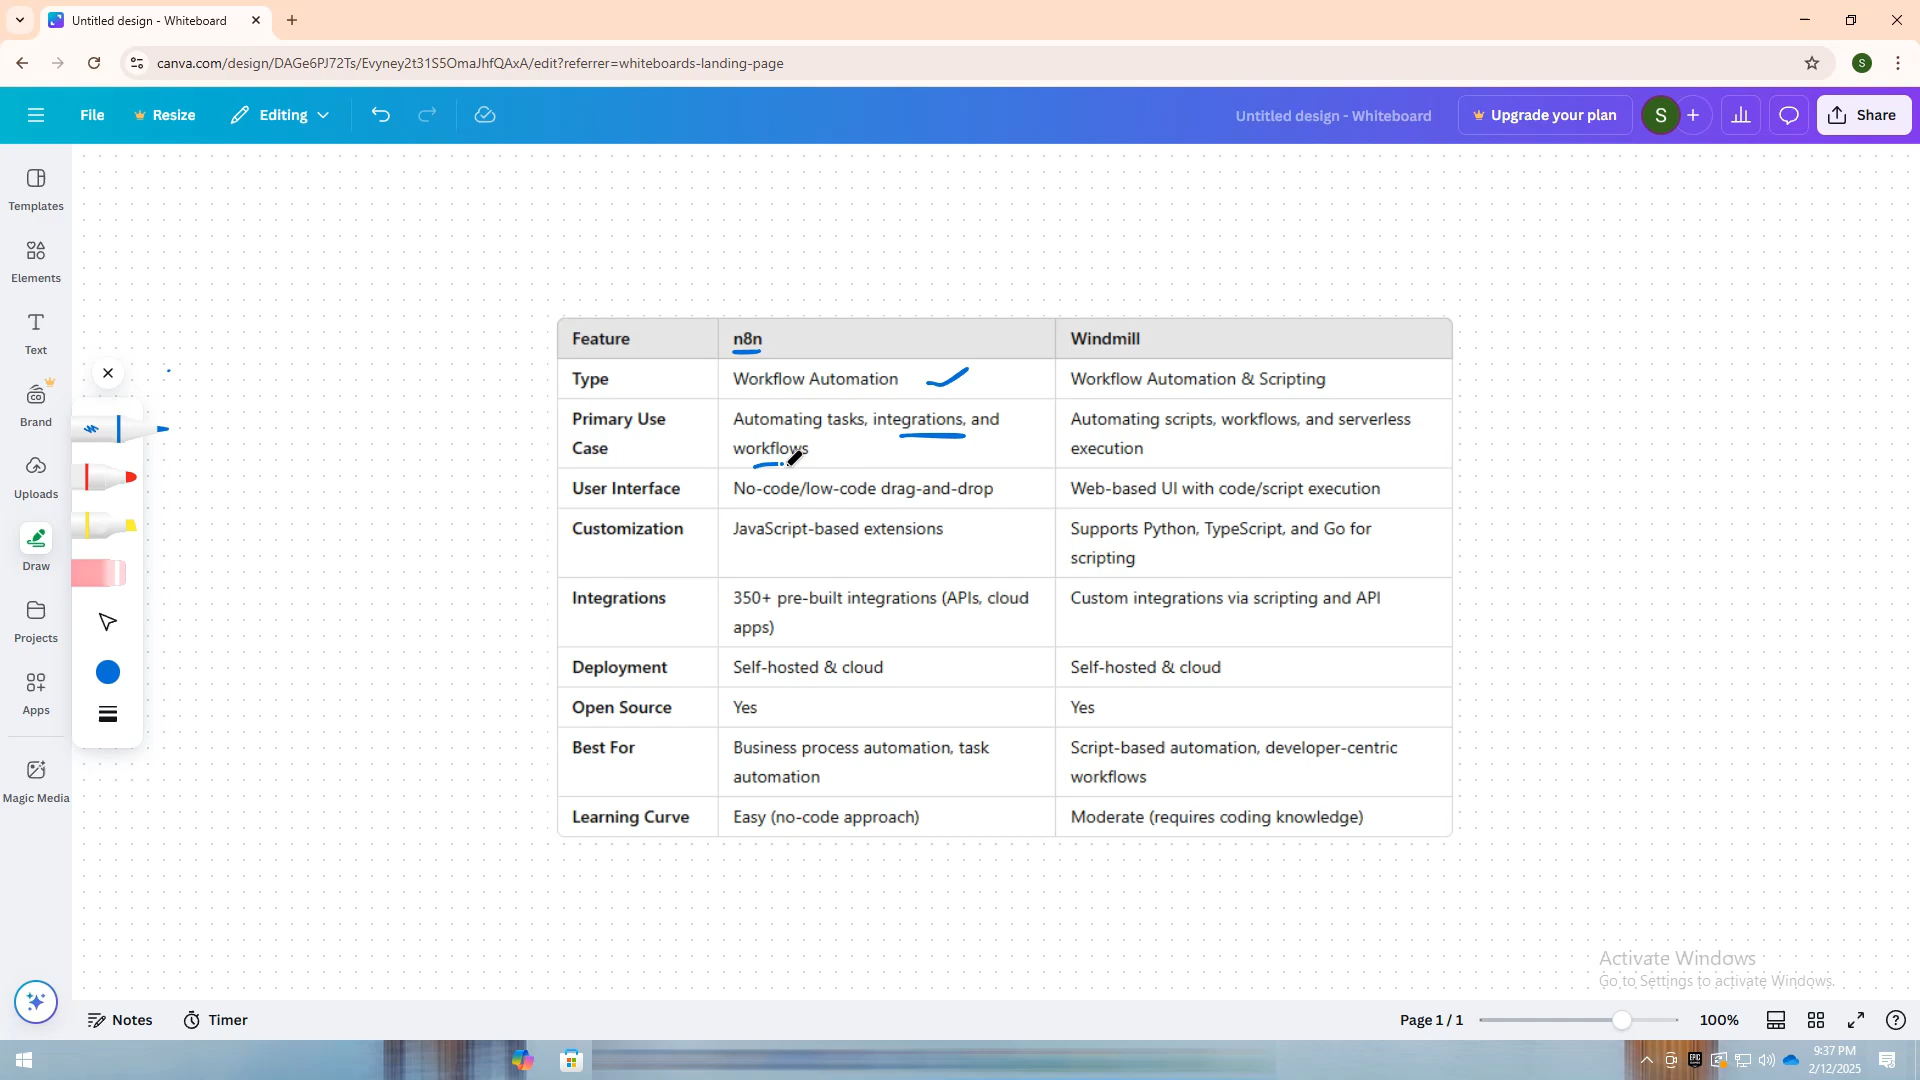 Untitled design - Whiteboard
canva.com/design/DAGe6PJ72Ts/Evyney2t31S5OmaJhfQAxA/edit?referrer=whiteboards-landing-page
S
File
Resize
Editing
Untitled design - Whiteboard
Upgrade your plan
S
Share
Templates
Elements
Text
Brand
Uploads
Draw
Projects
Apps
Magic Media
Feature n8n Windmill
Type Workflow Automation Workflow Automation & Scripting
Primary Use Automating tasks, integrations, and Automating scripts, workflows, and serverless
Case workflows execution
User Interface No-code/low-code drag-and-drop Web-based UI with code/script execution
Customization JavaScript-based extensions Supports Python, TypeScript, and Go for
scripting
Integrations 350+ pre-built integrations (APIs, cloud Custom integrations via scripting and API
apps)
Deployment Self-hosted & cloud Self-hosted & cloud
Open Source Yes Yes
Best For Business process automation, task Script-based automation, developer-centric
automation workflows
Learning Curve Easy (no-code approach) Moderate (requires coding knowledge)
Activate Windows
Go to Settings to activate Windows.
Notes
Timer
Page 1 / 1
100%
9:37 PM
2/12/2025